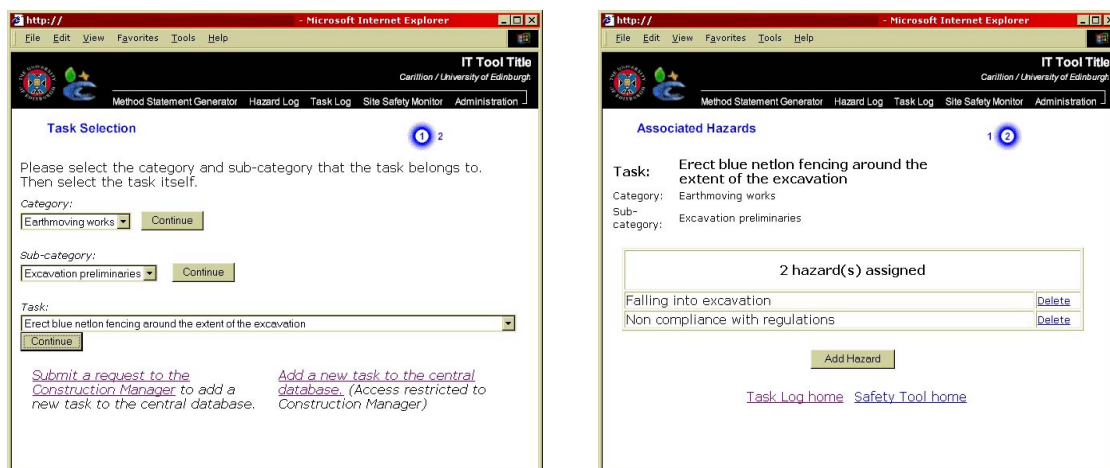 http:// - Microsoft Internet Explorer
File Edit View Favorites Tools Help
IT Tool Title
Carillion / University of Edinburgh
Method Statement Generator Hazard Log Task Log Site Safety Monitor Administration
Task Selection
1 2
Please select the category and sub-category that the task belongs to.
Then select the task itself.
Category:
Earthmoving works Continue
Sub-category:
Excavation preliminaries Continue
Task:
Erect blue netlon fencing around the extent of the excavation
Continue
Submit a request to the
Construction Manager to add a
new task to the central database.
Add a new task to the central
database. (Access restricted to
Construction Manager)
http:// - Microsoft Internet Explorer
File Edit View Favorites Tools Help
IT Tool Title
Carillion / University of Edinburgh
Method Statement Generator Hazard Log Task Log Site Safety Monitor Administration
Associated Hazards
1 2
Task: Erect blue netlon fencing around the
extent of the excavation
Category: Earthmoving works
Sub-
category: Excavation preliminaries
2 hazard(s) assigned
Falling into excavation Delete
Non compliance with regulations Delete
Add Hazard
Task Log home Safety Tool home